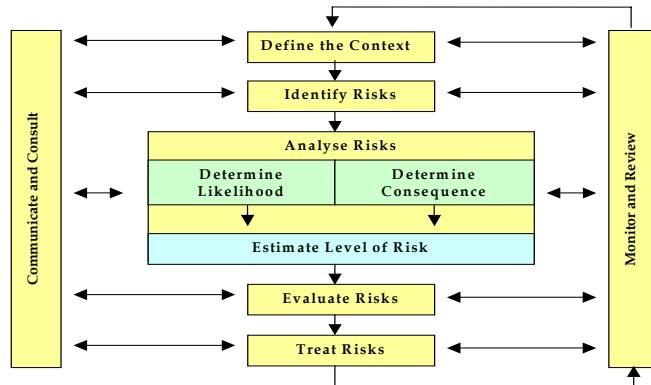 Define the Context
Identify Risks
Analyse Risks
Determine
Likelihood
Determine
Consequence
Estimate Level of Risk
Evaluate Risks
Treat Risks
Communicate and Consult
Monitor and Review